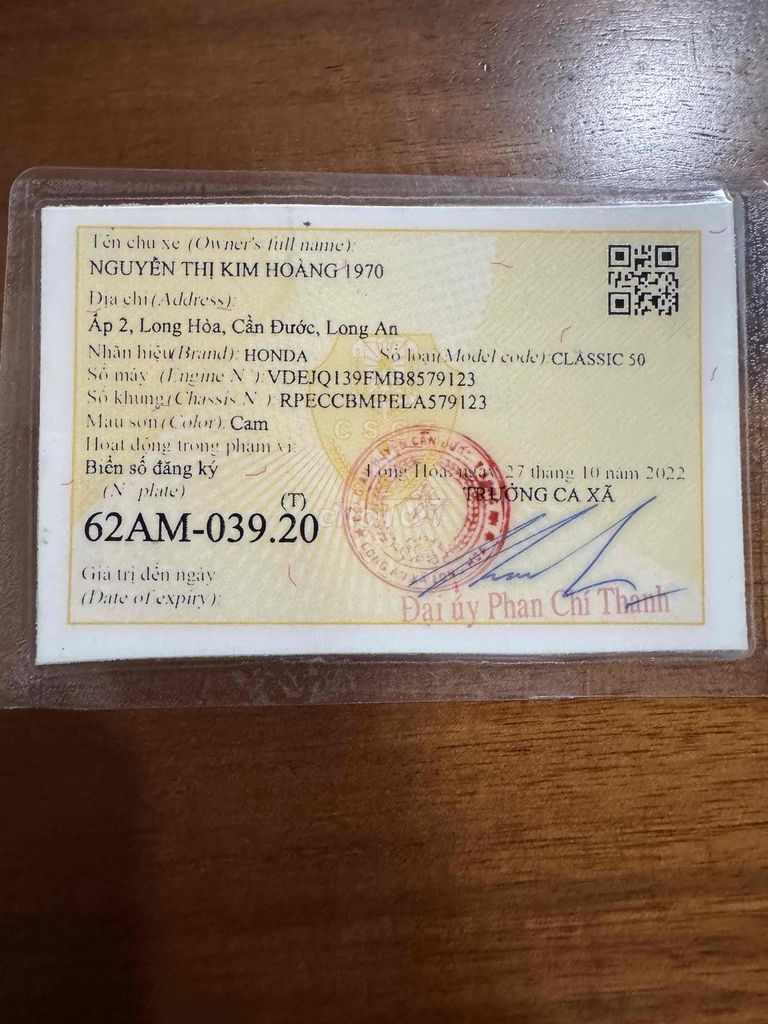 Tên chủ xe (Owner's full name):
NGUYỄN THỊ KIM HOÀNG 1970
Địa chỉ (Address):
Ấp 2, Long Hòa, Cần Đước, Long An
Nhãn hiệu (Brand): HONDA Số loại (Model code): CLASSIC 50
Số máy (Engine N°): VDEJQ139FMB8579123
Số khung (Chassis N°): RPECCBMPELA579123
Màu sơn (Color): Cam
Hoạt động trong phạm vi:
Biển số đăng ký Long Hòa, ngày 27 tháng 10 năm 2022
(N° plate) TRƯỞNG CA XÃ
(T)
62AM-039.20
chợTỐT
Giá trị đến ngày
(Date of expiry):
Đại úy Phan Chí Thanh